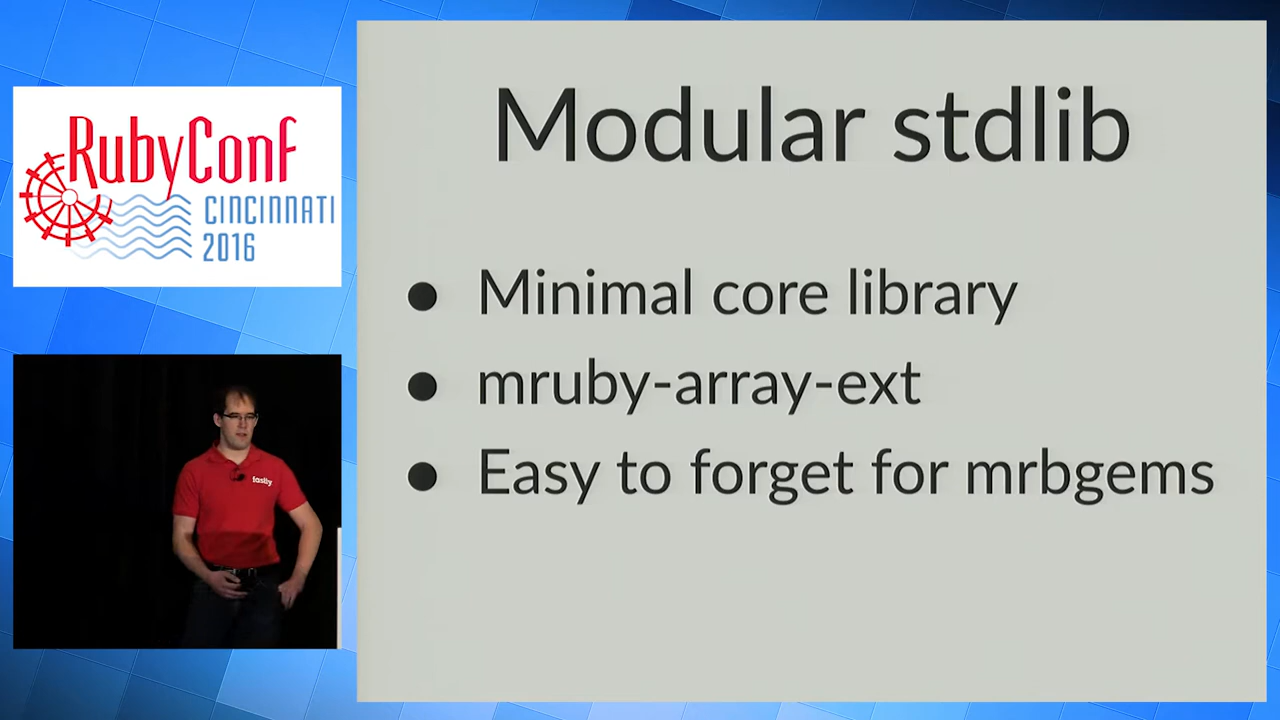 RubyConf
CINCINNATI
2016
fastly
Modular stdlib
● Minimal core library
● mruby-array-ext
● Easy to forget for mrbgems